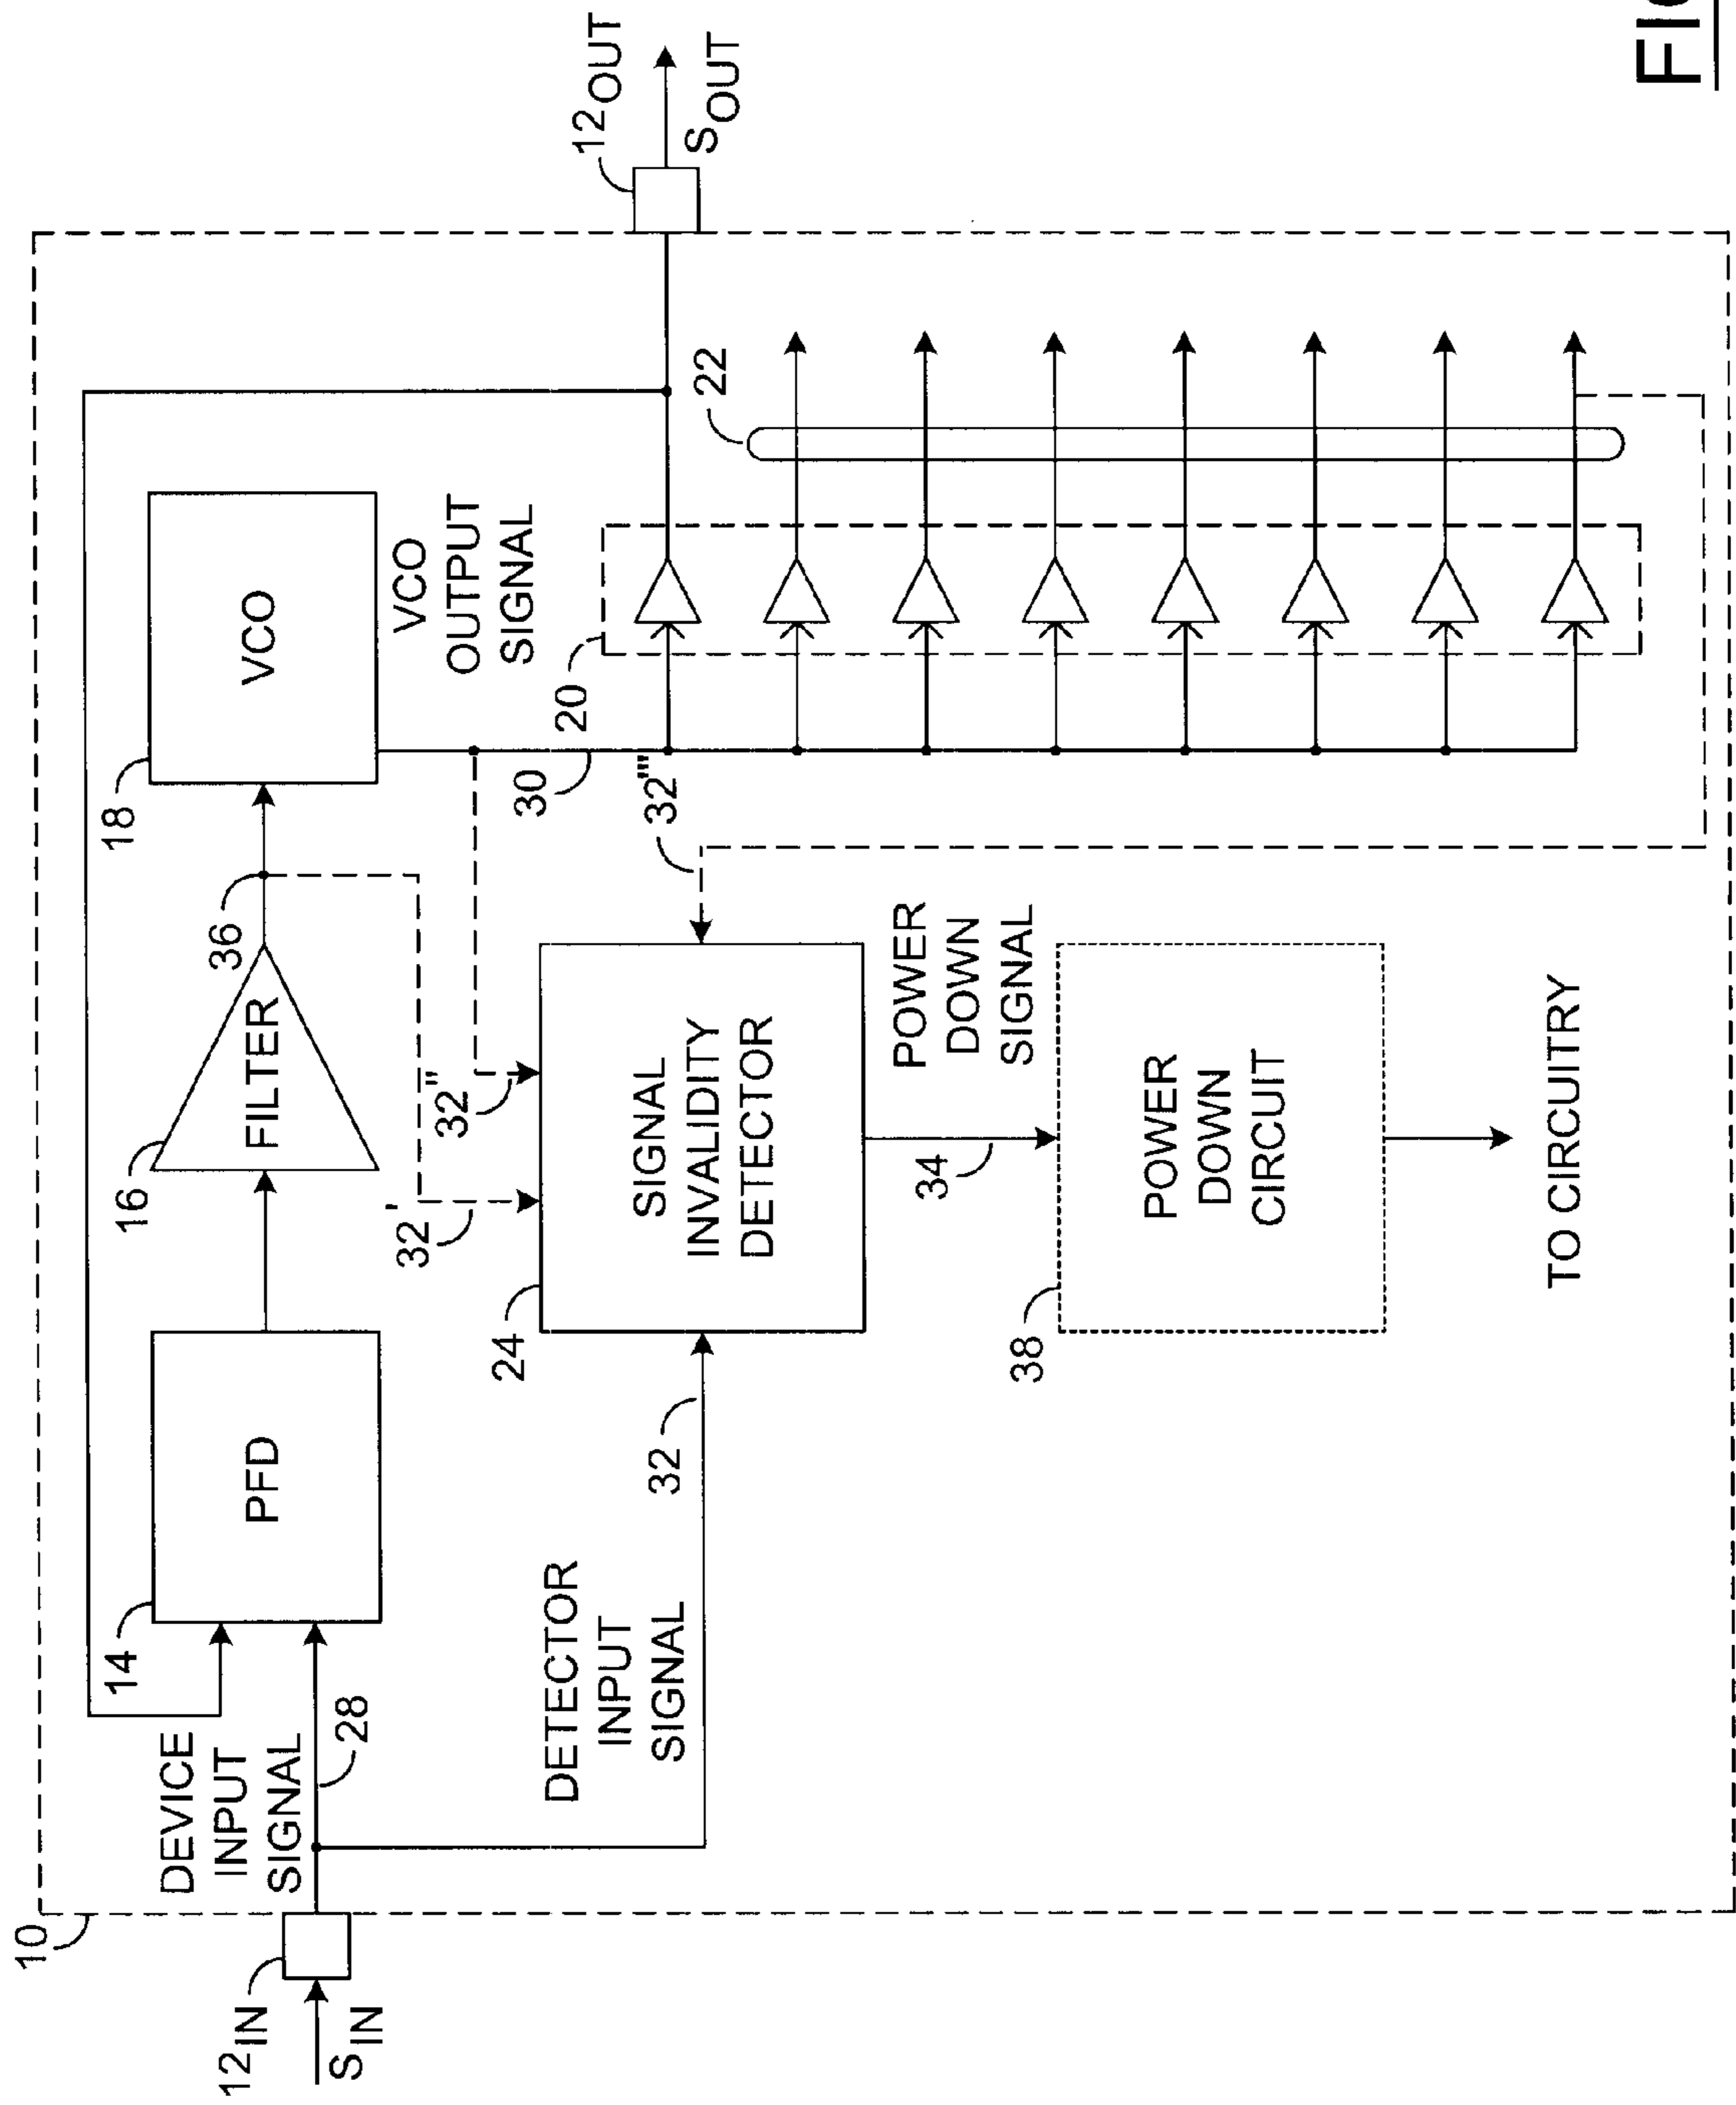 10
12IN
SIN
DEVICE
INPUT
SIGNAL
28
14
PFD
16
FILTER
36
18
VCO
VCO
OUTPUT
SIGNAL
30
20
22
12OUT
SOUT
DETECTOR
INPUT
SIGNAL
32
32'
32"
32"'
24
SIGNAL
INVALIDITY
DETECTOR
34
POWER
DOWN
SIGNAL
38
POWER
DOWN
CIRCUIT
TO CIRCUITRY